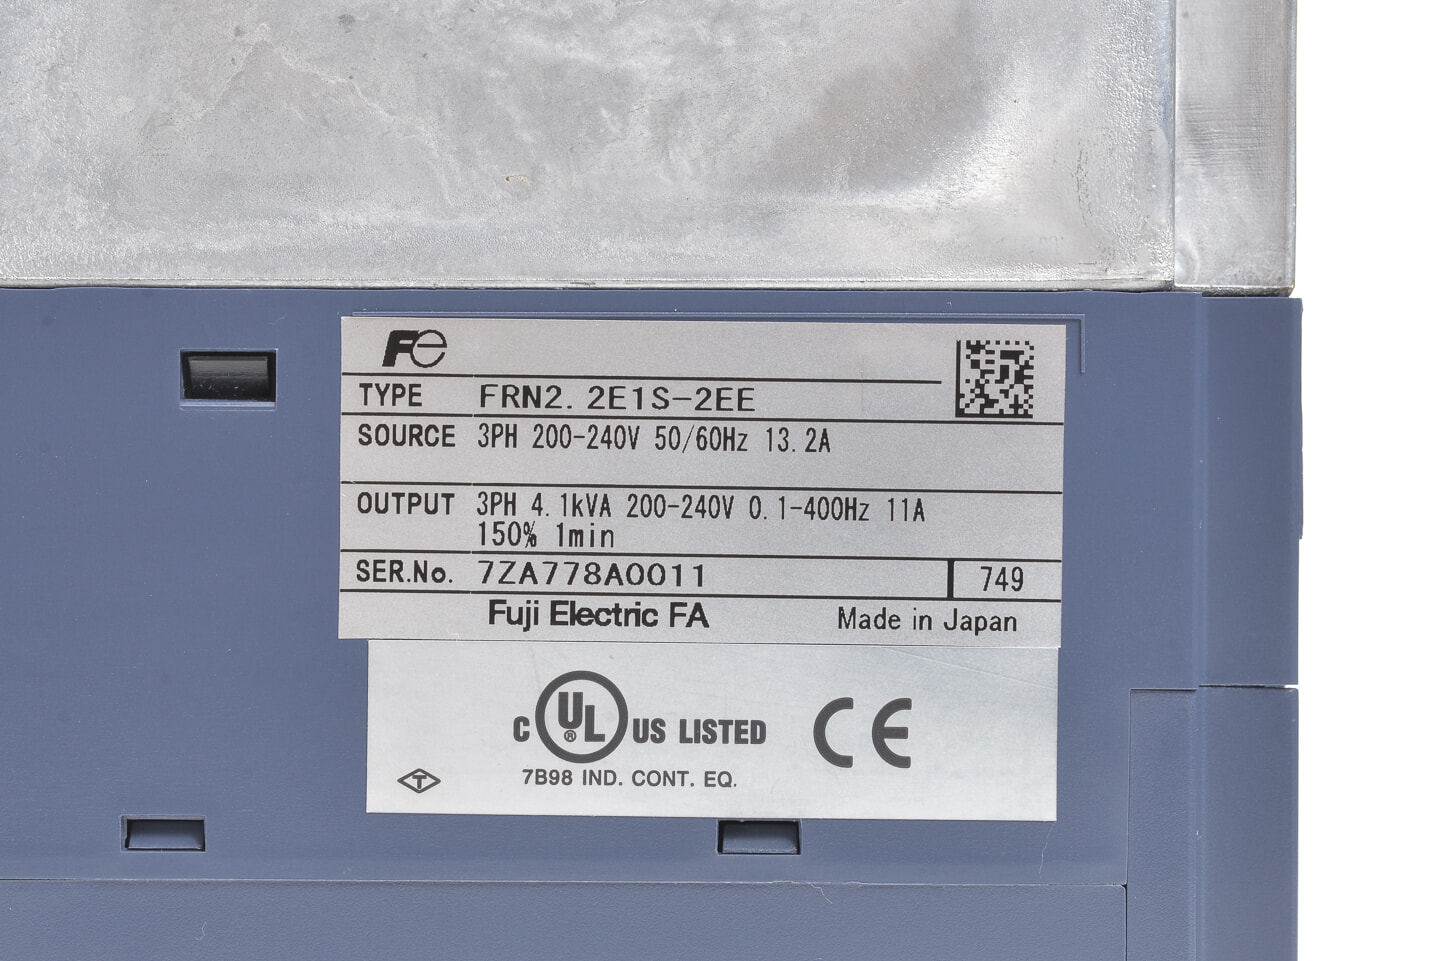 Fe
TYPE FRN2.2E1S-2EE
SOURCE 3PH 200-240V 50/60Hz 13.2A
OUTPUT 3PH 4.1kVA 200-240V 0.1-400Hz 11A
150% 1min
SER.No. 7ZA778A0011 749
Fuji Electric FA Made in Japan
C UL ® US LISTED CE
T 7B98 IND. CONT. EQ.